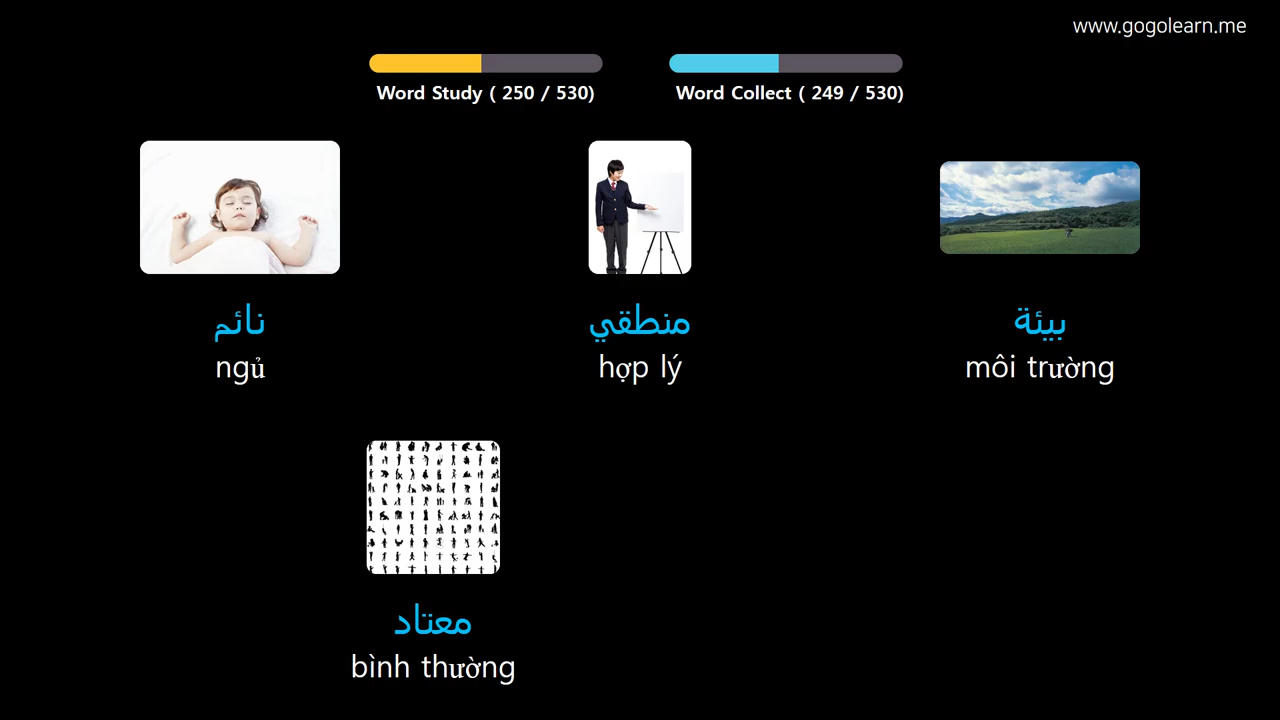 www.gogolearn.me
Word Study ( 250 / 530)
Word Collect ( 249 / 530)
نائم
ngủ
منطقي
hợp lý
بيئة
môi trường
معتاد
bình thường